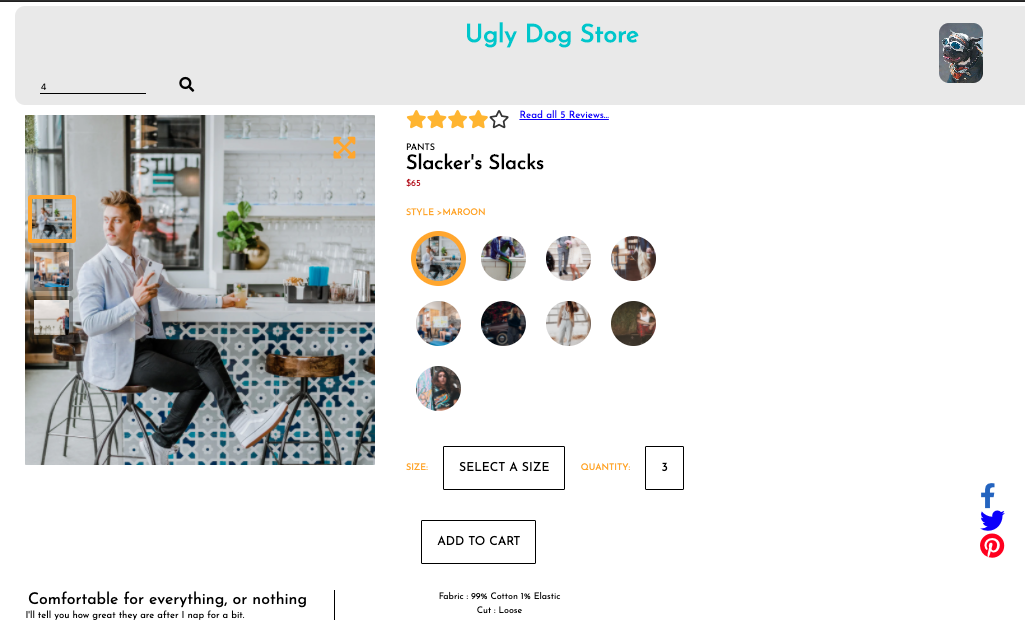 Ugly Dog Store
4
Read all 5 Reviews...
PANTS
Slacker's Slacks
$65
STYLE >MAROON
STILL
SIZE:
SELECT A SIZE
QUANTITY:
3
ADD TO CART
Comfortable for everything, or nothing
I'll tell you how great they are after I nap for a bit.
Fabric : 99% Cotton 1% Elastic
Cut : Loose